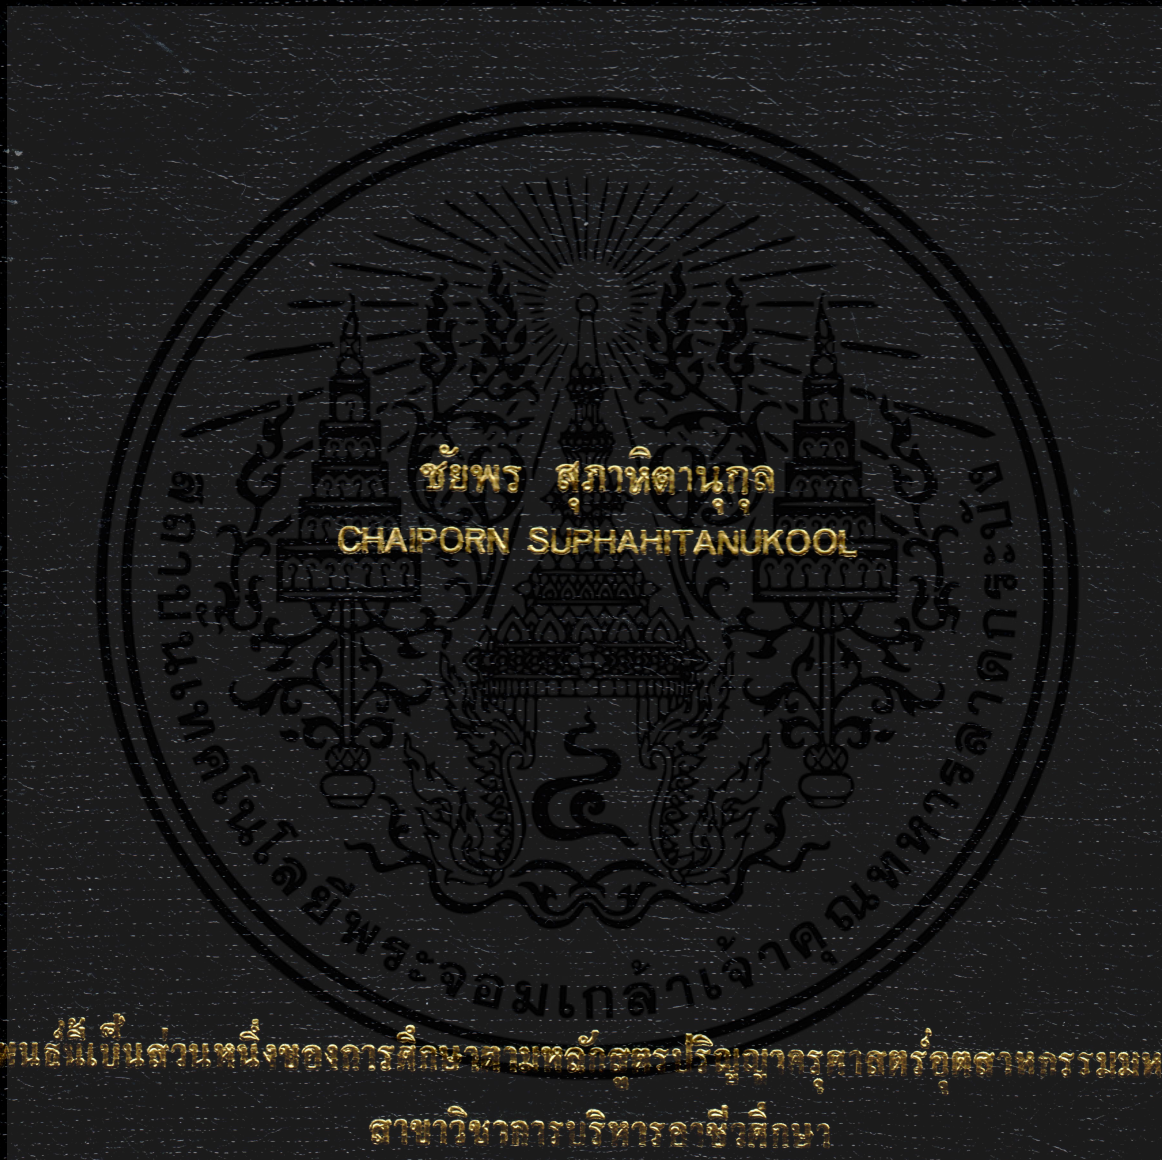 ชัยพร สุภาหิตานุกูล
CHAIPORN SUPHAHITANUKOOL
สถาบันเทคโนโลยีพระจอมเกล้าเจ้าคุณทหารลาดกระบัง
พนธ์นี้เป็นส่วนหนึ่งของการศึกษาตามหลักสูตรปริญญาครุศาสตร์อุตสาหกรรมมห
สาขาวิชาการบริหารอาชีวศึกษา